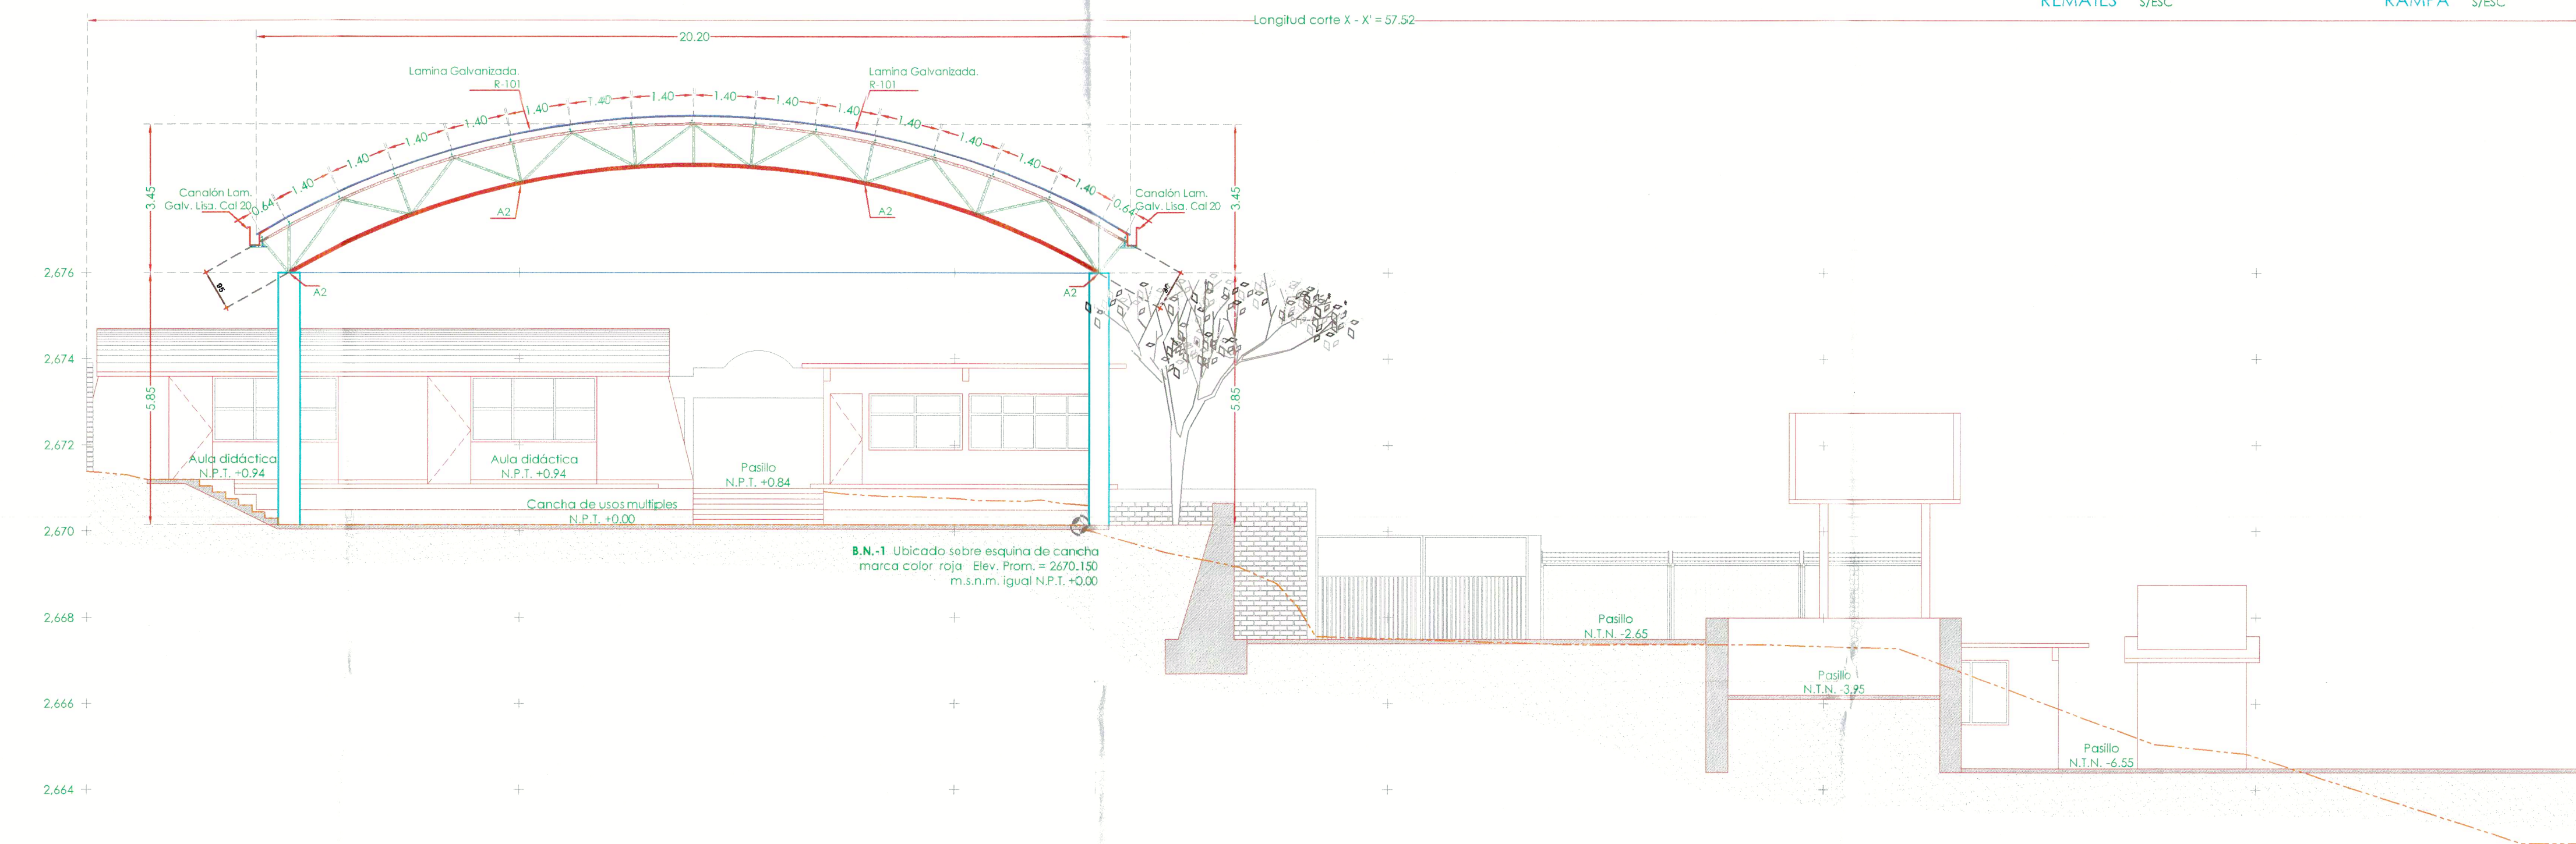 REMATES S/ESC
RAMPA S/ESC
Longitud corte X - X' = 57.52
20.20
Lamina Galvanizada.
R-101
Lamina Galvanizada.
R-101
0.64
1.40
1.40
1.40
1.40
1.40
1.40
1.40
1.40
1.40
1.40
1.40
1.40
1.40
1.40
0.64
Canalón Lam.
Galv. Lisa. Cal 20
Canalón Lam.
Galv. Lisa. Cal 20
3.45
3.45
A2
A2
A2
A2
95
95
5.85
5.85
2,676
2,674
2,672
2,670
2,668
2,666
2,664
Aula didáctica
N.P.T. +0.94
Aula didáctica
N.P.T. +0.94
Pasillo
N.P.T. +0.84
Cancha de usos multiples
N.P.T. +0.00
B.N.-1 Ubicado sobre esquina de cancha
marca color roja Elev. Prom. = 2670.150
m.s.n.m. igual N.P.T. +0.00
Pasillo
N.T.N. -2.65
Pasillo
N.T.N. -3.95
Pasillo
N.T.N. -6.55